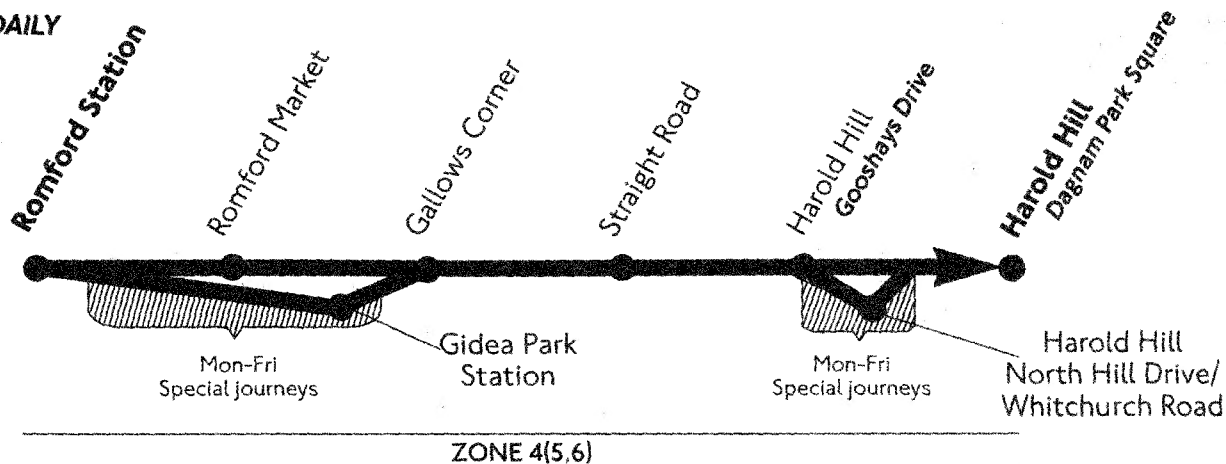 DAILY
Romford Station
Romford Market
Gallows Corner
Straight Road
Harold Hill
Gooshays Drive
Harold Hill
Dagnam Park Square
Mon-Fri
Special journeys
Gidea Park
Station
Mon-Fri
Special journeys
Harold Hill
North Hill Drive/
Whitchurch Road
ZONE 4(5,6)